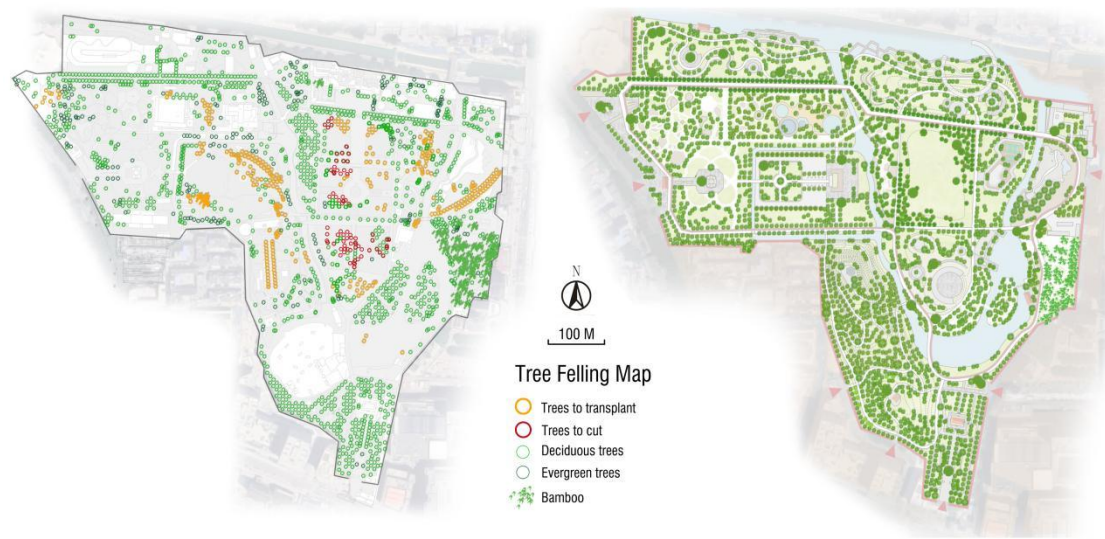 N
100 M
Tree Felling Map
Trees to transplant
Trees to cut
Deciduous trees
Evergreen trees
Bamboo